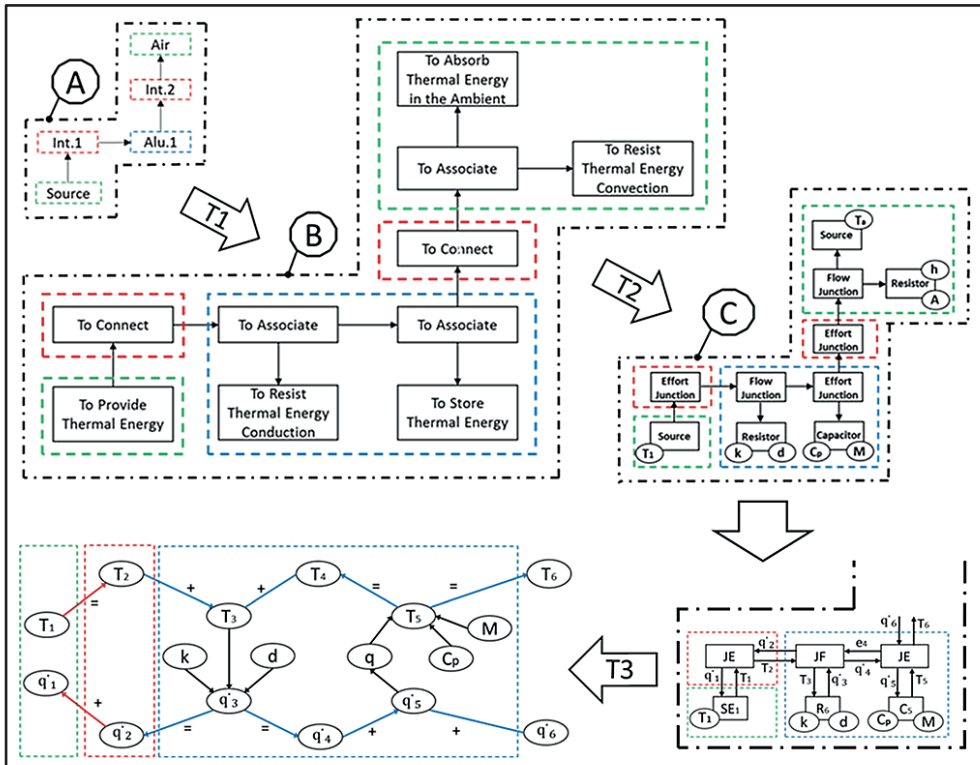 A
Air
Int.2
Int.1
Alu.1
Source
T1
B
To Absorb
Thermal Energy
in the Ambient
To Associate
To Resist
Thermal Energy
Convection
To Connect
To Connect
To Associate
To Associate
To Provide
Thermal Energy
To Resist
Thermal Energy
Conduction
To Store
Thermal Energy
T2
C
Ta
Source
Flow
Junction
Resistor
h
A
Effort
Junction
Effort
Junction
Flow
Junction
Effort
Junction
Source
T1
Resistor
k
d
Capacitor
Cp
M
q˙6
T6
JE
q˙2
T2
JF
e4
q˙4
JE
q˙1
T1
T3
q˙3
q˙5
T5
SE1
T1
R6
k
d
C5
Cp
M
T3
T1
=
T2
+
T3
+
T4
=
T5
=
T6
k
d
q
Cp
M
q˙1
+
q˙2
=
q˙3
=
q˙4
+
q˙5
+
q˙6